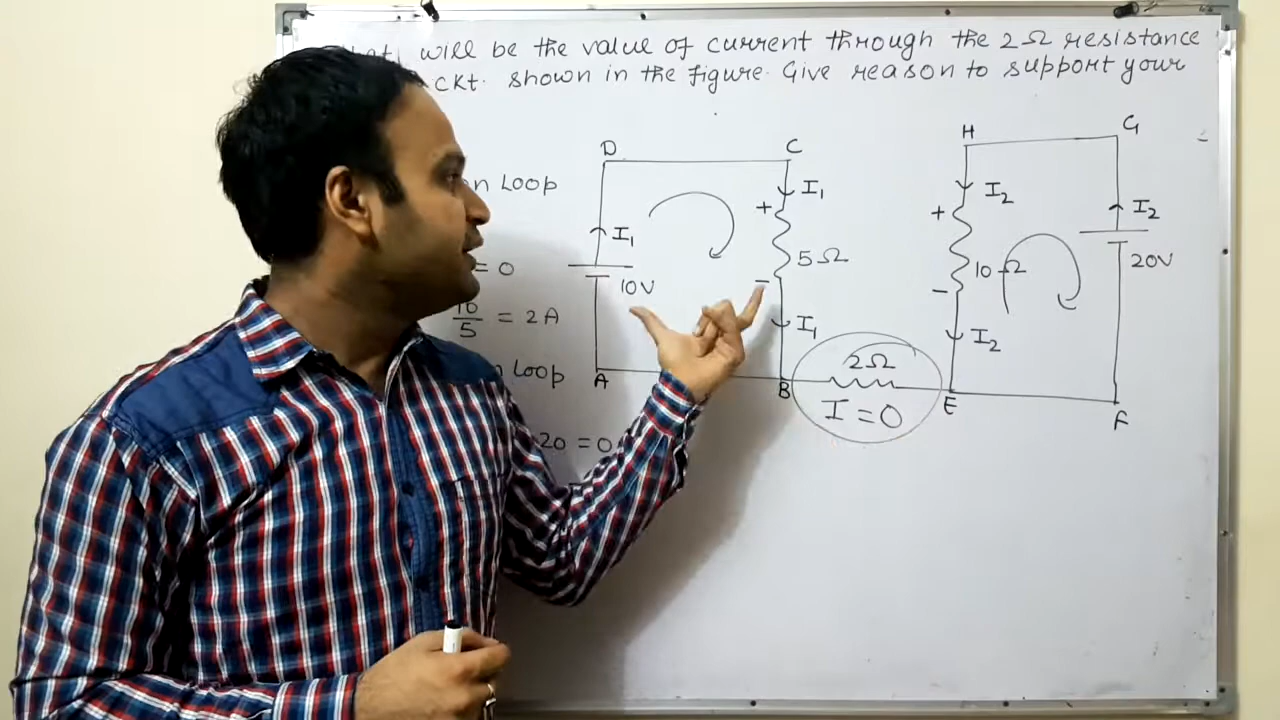 will be the value of current through the 2Ω resistance
ckt. shown in the figure. Give reason to support your
on Loop
= 0
10/5 = 2A
Loop
20 = 0
D
C
I₁
I₁
+
5Ω
-
10V
I₁
A
B
2Ω
I = 0
H
G
I₂
I₂
+
10Ω
-
20V
I₂
E
F